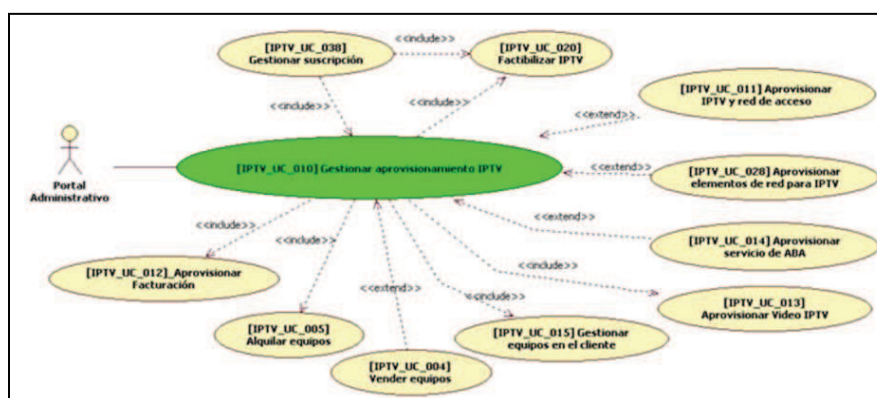 [IPTV_UC_038]
Gestionar suscripción
<<include>>
[IPTV_UC_020]
Factibilizar IPTV
<<include>>
<<include>>
[IPTV_UC_011] Aprovisionar
IPTV y red de acceso
<<extend>>
Portal
Administrativo
[IPTV_UC_010] Gestionar aprovisionamiento IPTV
<<extend>>
[IPTV_UC_028] Aprovisionar
elementos de red para IPTV
<<include>>
<<include>>
<<extend>>
[IPTV_UC_014] Aprovisionar
servicio de ABA
[IPTV_UC_012]_Aprovisionar
Facturación
<<extend>>
<<include>>
<<include>>
[IPTV_UC_013]
Aprovisionar Video IPTV
[IPTV_UC_005]
Alquilar equipos
[IPTV_UC_015] Gestionar
equipos en el cliente
[IPTV_UC_004]
Vender equipos